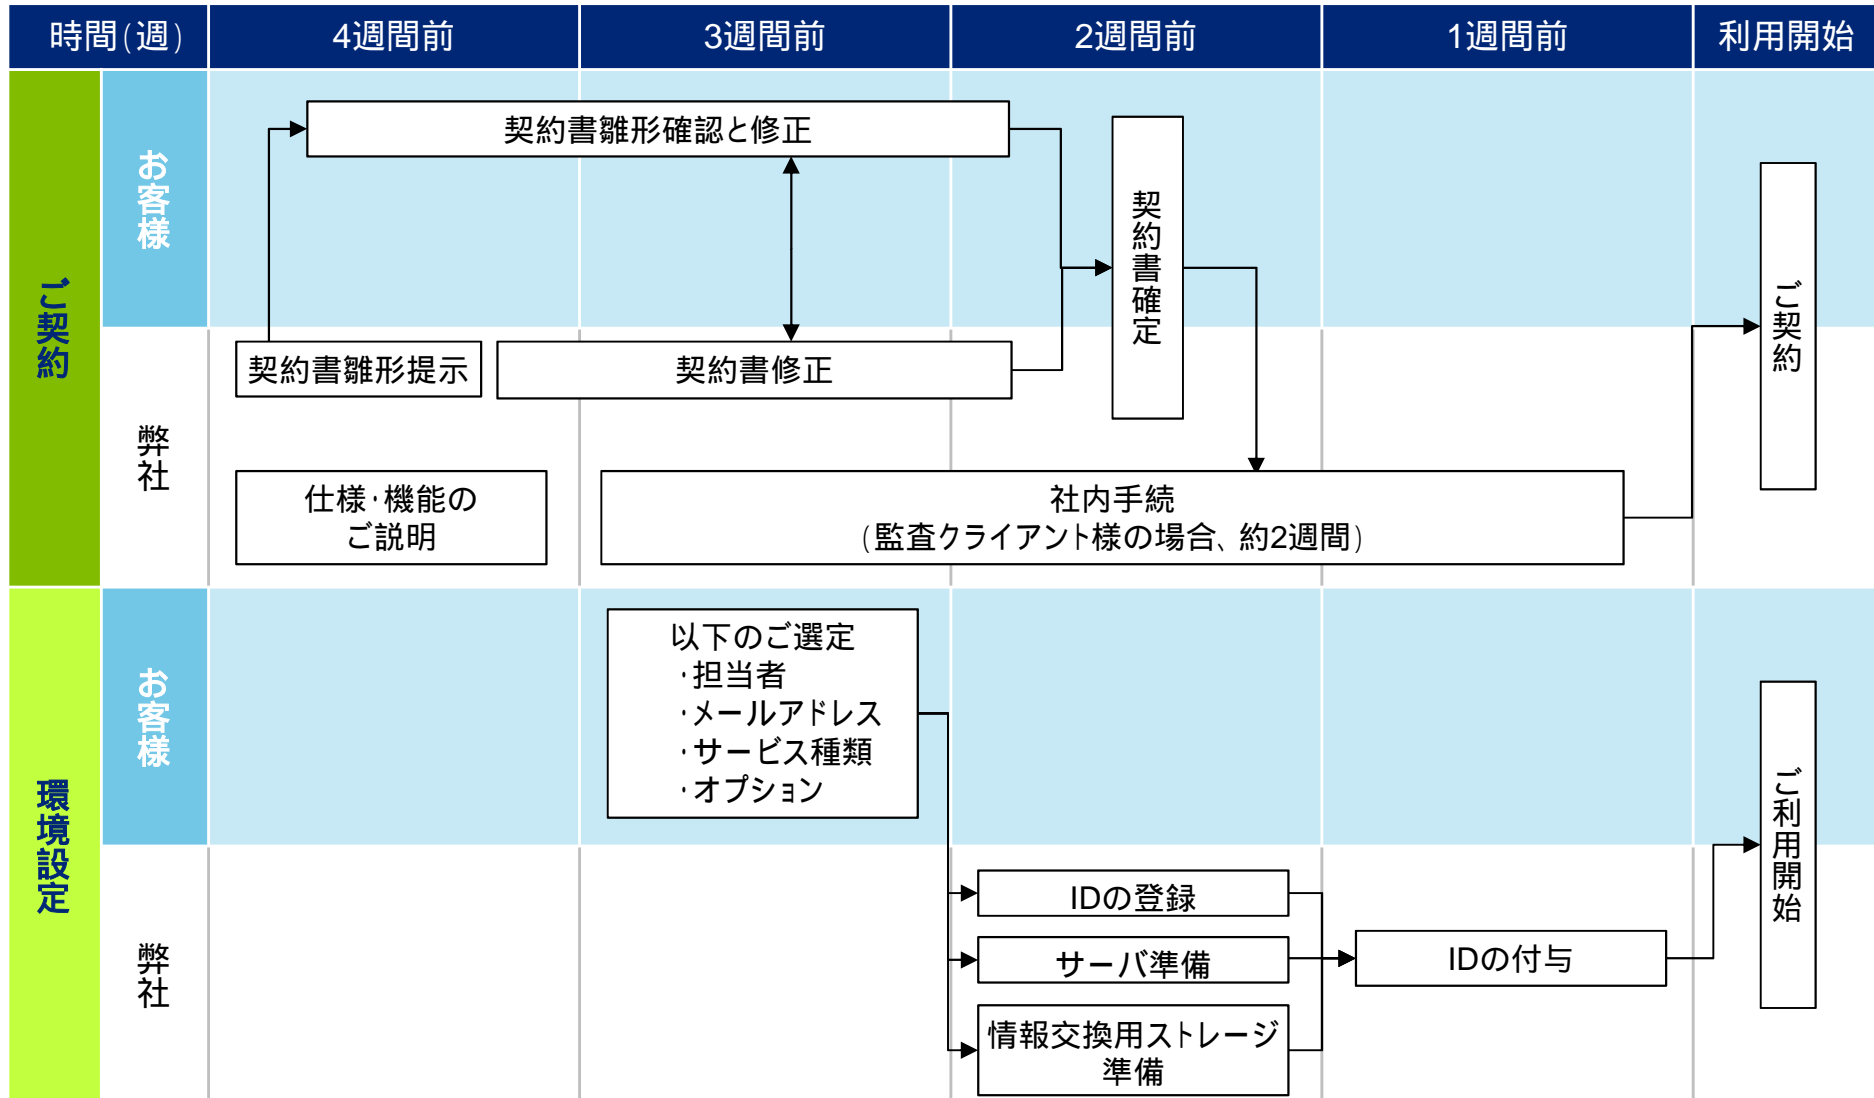 時間(週)
4週間前
3週間前
2週間前
1週間前
利用開始
ご契約
お客様
契約書雛形確認と修正
契約書確定
ご契約
弊社
契約書雛形提示
契約書修正
仕様・機能の
ご説明
社内手続
(監査クライアント様の場合、約2週間)
環境設定
お客様
以下のご選定
・担当者
・メールアドレス
・サービス種類
・オプション
ご利用開始
弊社
IDの登録
サーバ準備
IDの付与
情報交換用ストレージ
準備